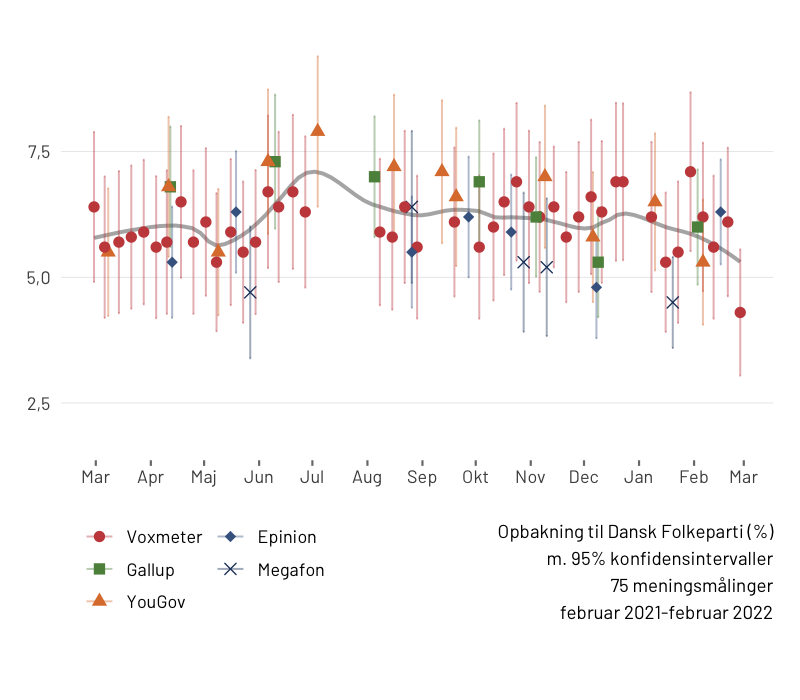 7,5
5,0
2,5
Mar Apr Maj Jun Jul Aug Sep Okt Nov Dec Jan Feb Mar
Voxmeter
Gallup
YouGov
Epinion
Megafon
Opbakning til Dansk Folkeparti (%)
m. 95% konfidensintervaller
75 meningsmålinger
februar 2021-februar 2022